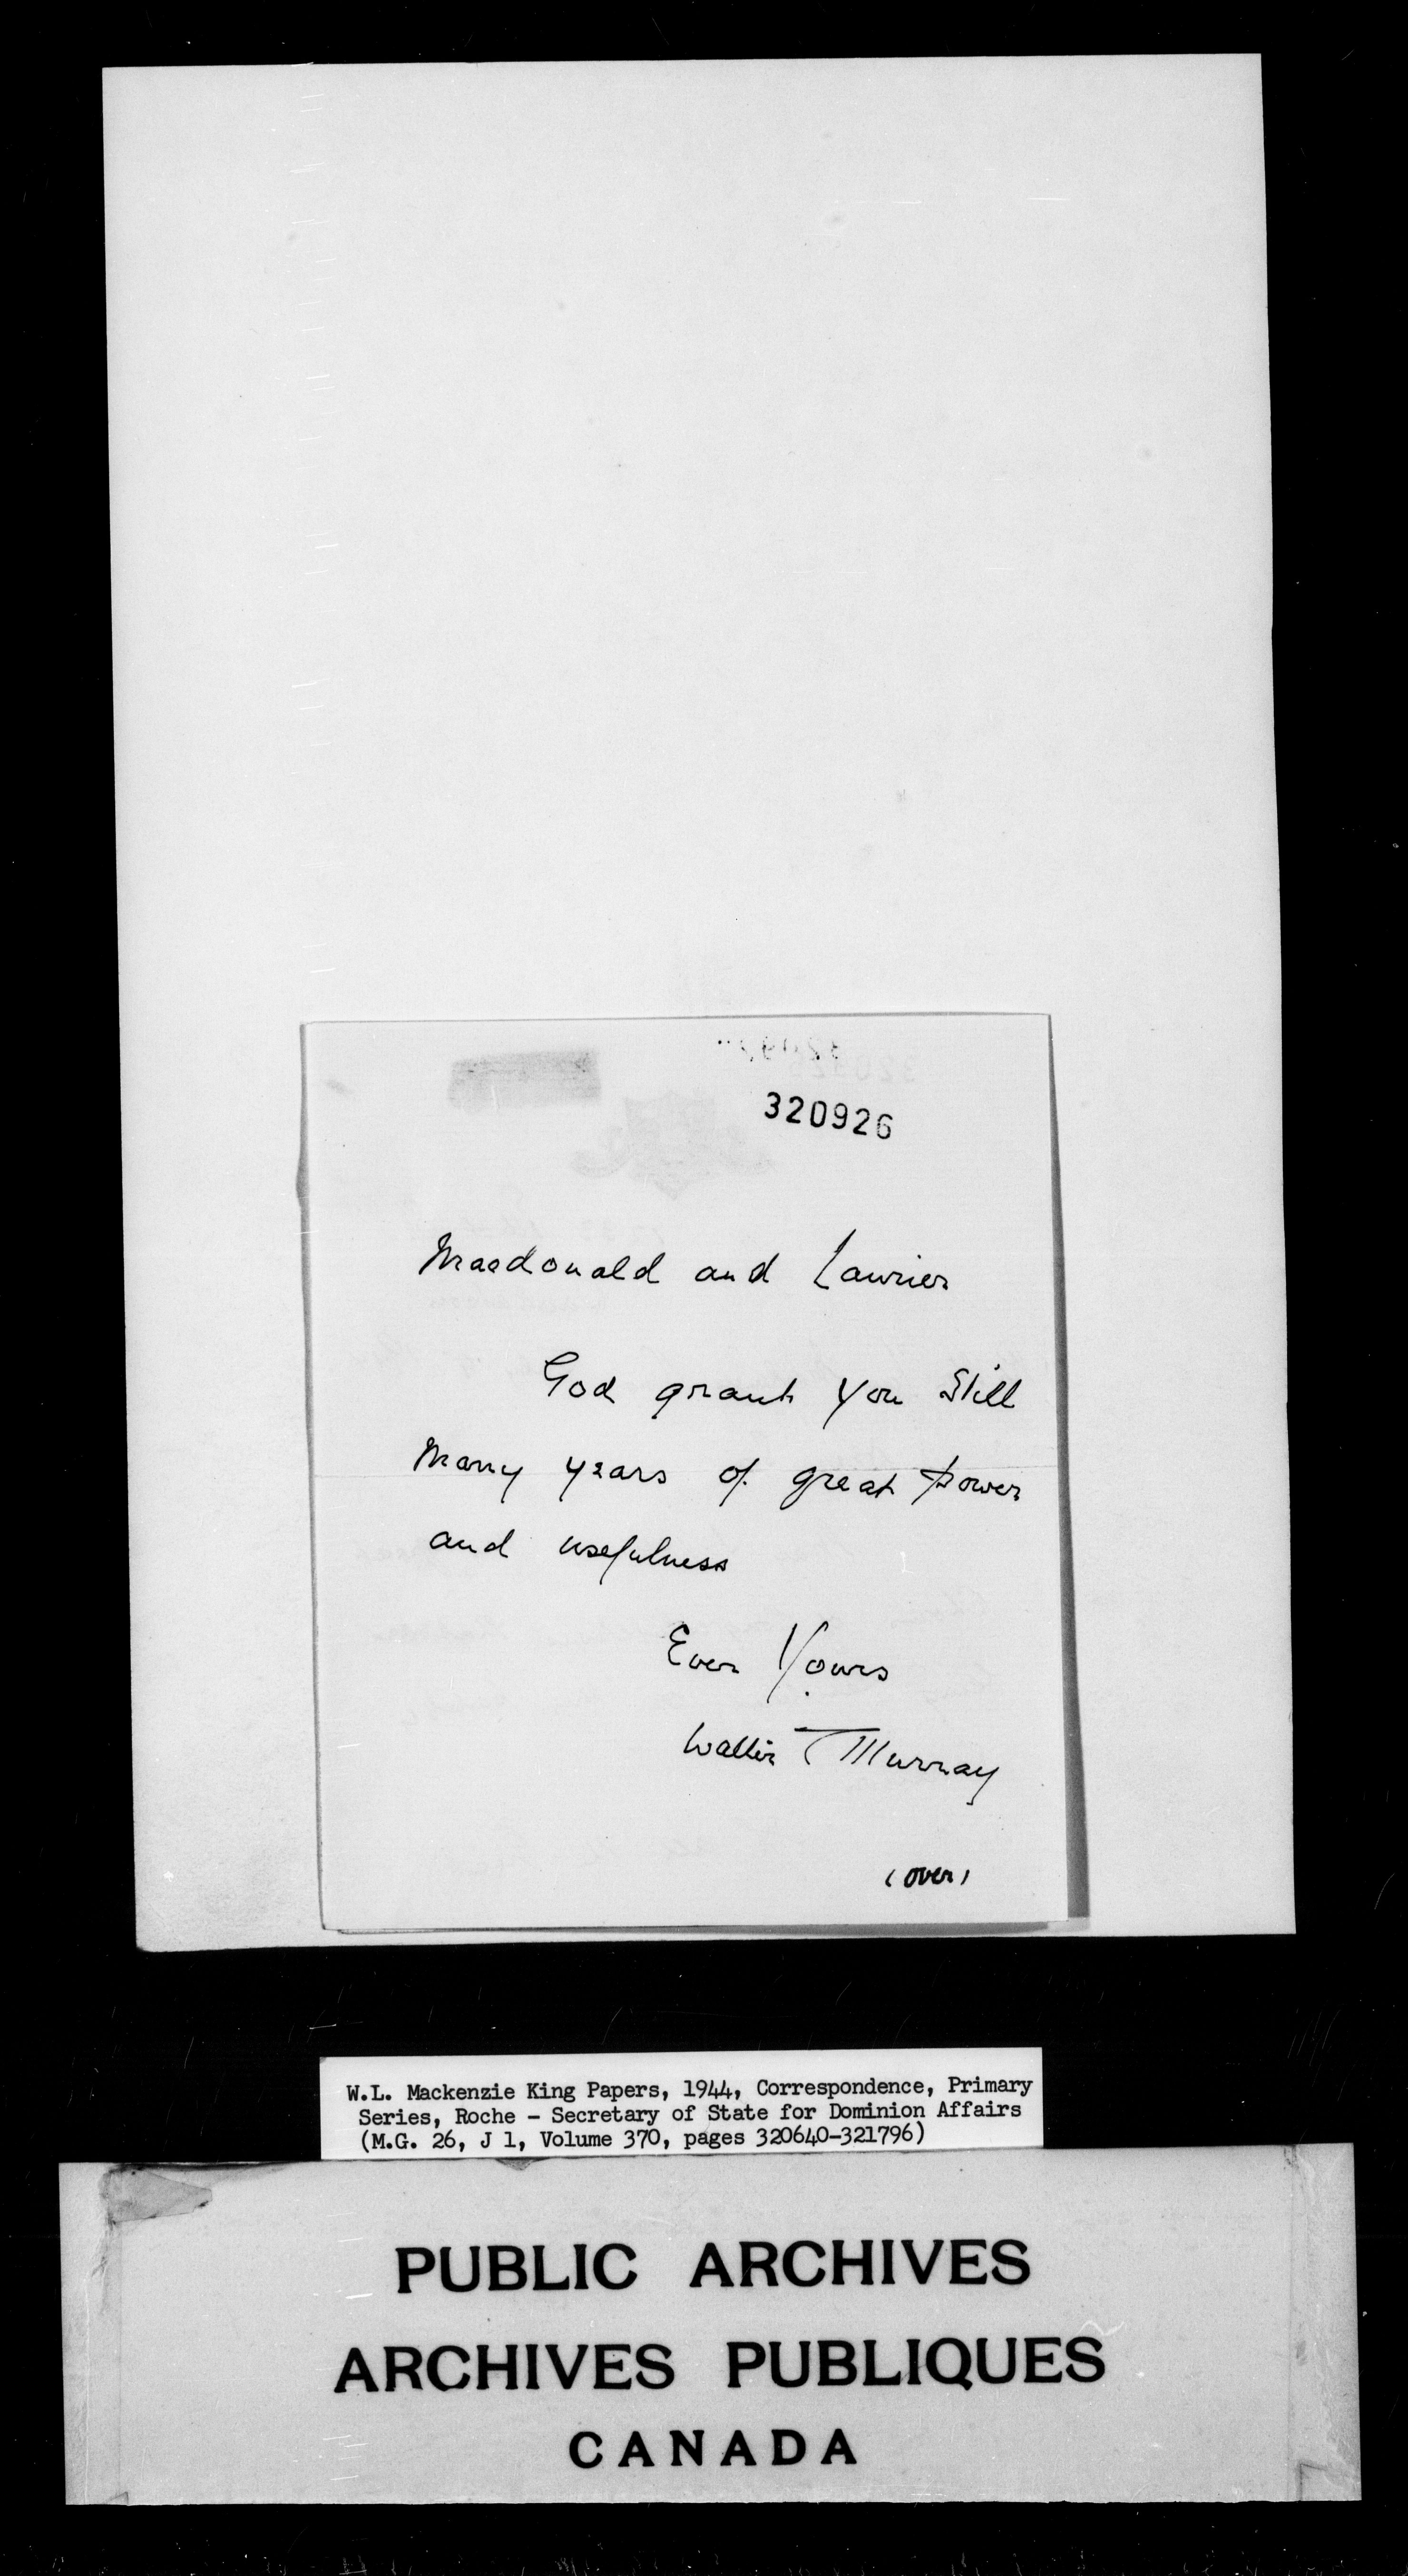 320926
Macdonald and Laurier
God grant you still
many years of great power
and usefulness
Ever Yours
Walter Murray
(over)
W.L. Mackenzie King Papers, 1944, Correspondence, Primary
Series, Roche - Secretary of State for Dominion Affairs
(M.G. 26, J 1, Volume 370, pages 320640-321796)
PUBLIC ARCHIVES
ARCHIVES PUBLIQUES
CANADA